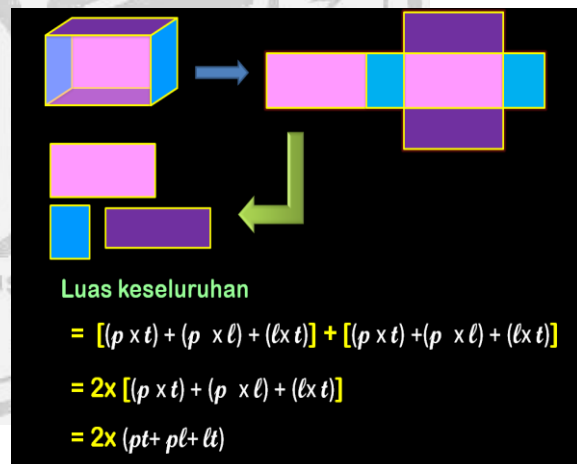 Luas keseluruhan
= [(p x t) + (p x ℓ) + (ℓx t)] + [(p x t) +(p x ℓ) + (ℓx t)]
= 2x [(p x t) + (p x ℓ) + (ℓx t)]
= 2x (pt+ pℓ+ ℓt)